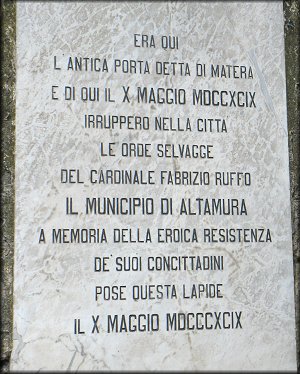 ERA QUI
L'ANTICA PORTA DETTA DI MATERA
E DI QUI IL X MAGGIO MDCCXCIX
IRRUPPERO NELLA CITTA
LE ORDE SELVAGGE
DEL CARDINALE FABRIZIO RUFFO
IL MUNICIPIO DI ALTAMURA
A MEMORIA DELLA EROICA RESISTENZA
DE' SUOI CONCITTADINI
POSE QUESTA LAPIDE
IL X MAGGIO MDCCCXCIX